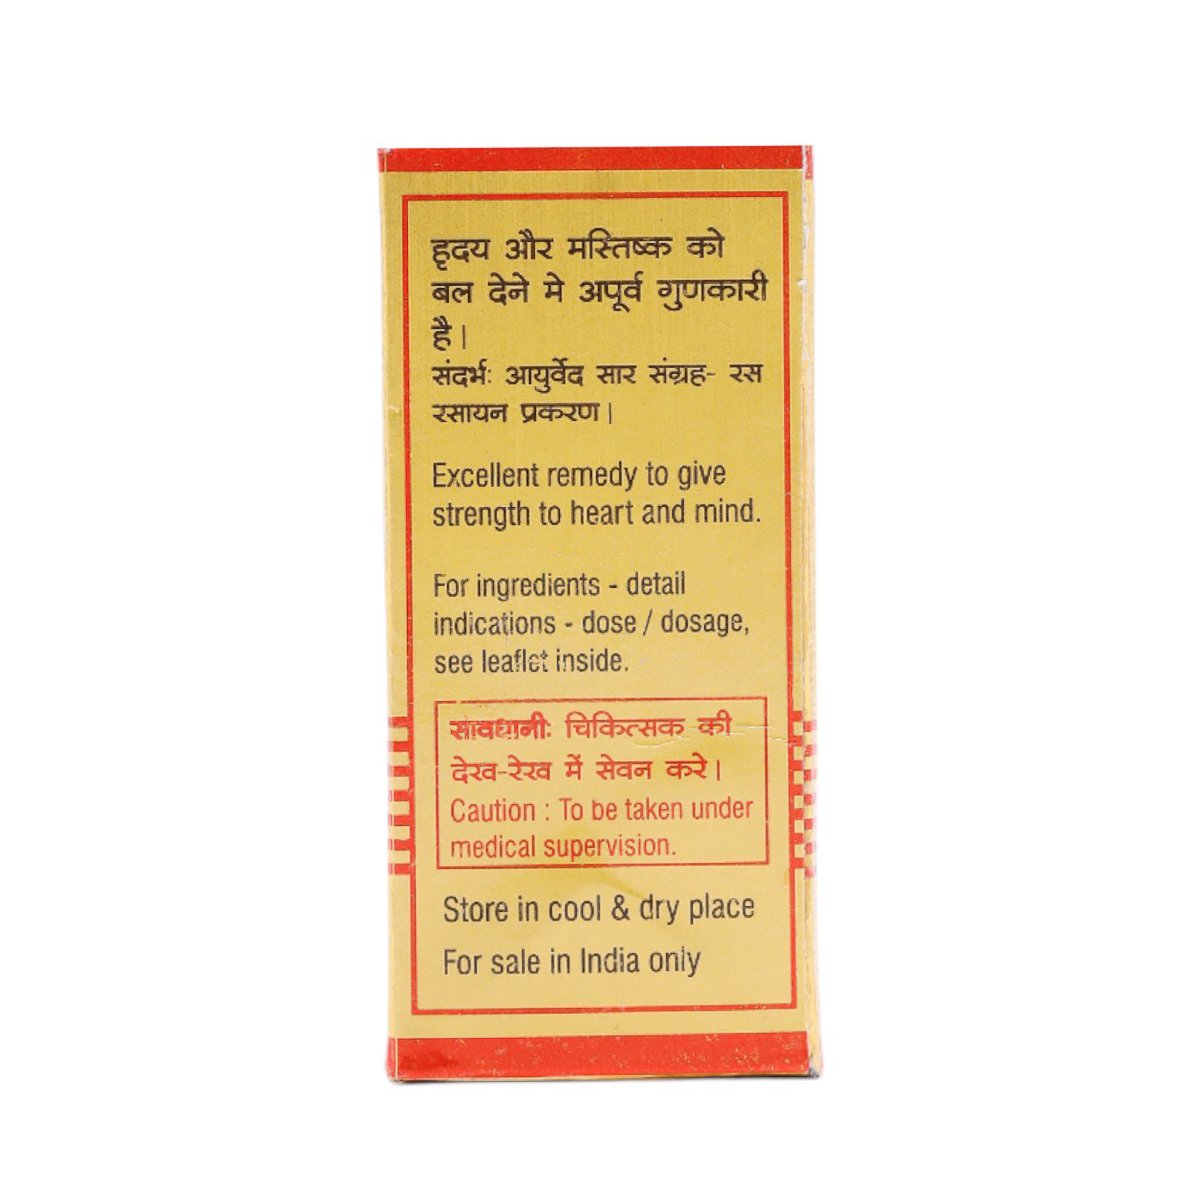 हृदय और मस्तिष्क को
बल देने मे अपूर्व गुणकारी
है।
संदर्भः आयुर्वेद सार संग्रह- रस
रसायन प्रकरण।
Excellent remedy to give
strength to heart and mind.
For ingredients - detail
indications - dose / dosage,
see leaflet inside.
सावधानीः चिकित्सक की
देख-रेख में सेवन करे।
Caution : To be taken under
medical supervision.
Store in cool & dry place
For sale in India only